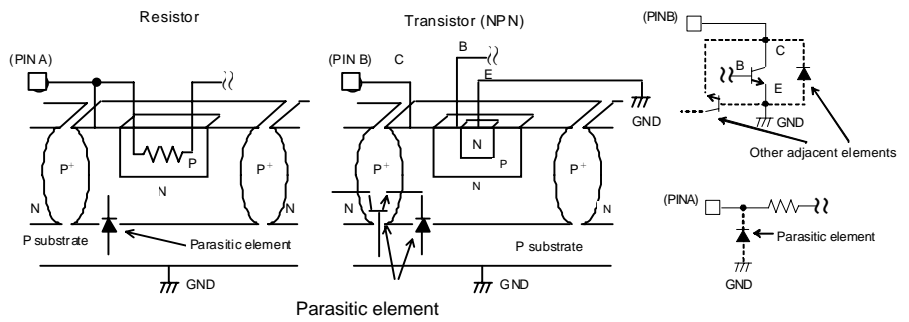 Resistor
(PIN A)
P+
P
P+
N
N
N
P substrate
Parasitic element
GND
Transistor (NPN)
(PIN B)
C
B
E
GND
P+
N
P
P+
N
N
N
P substrate
GND
Parasitic element
(PINB)
C
B
E
GND
Other adjacent elements
(PINA)
Parasitic element
GND